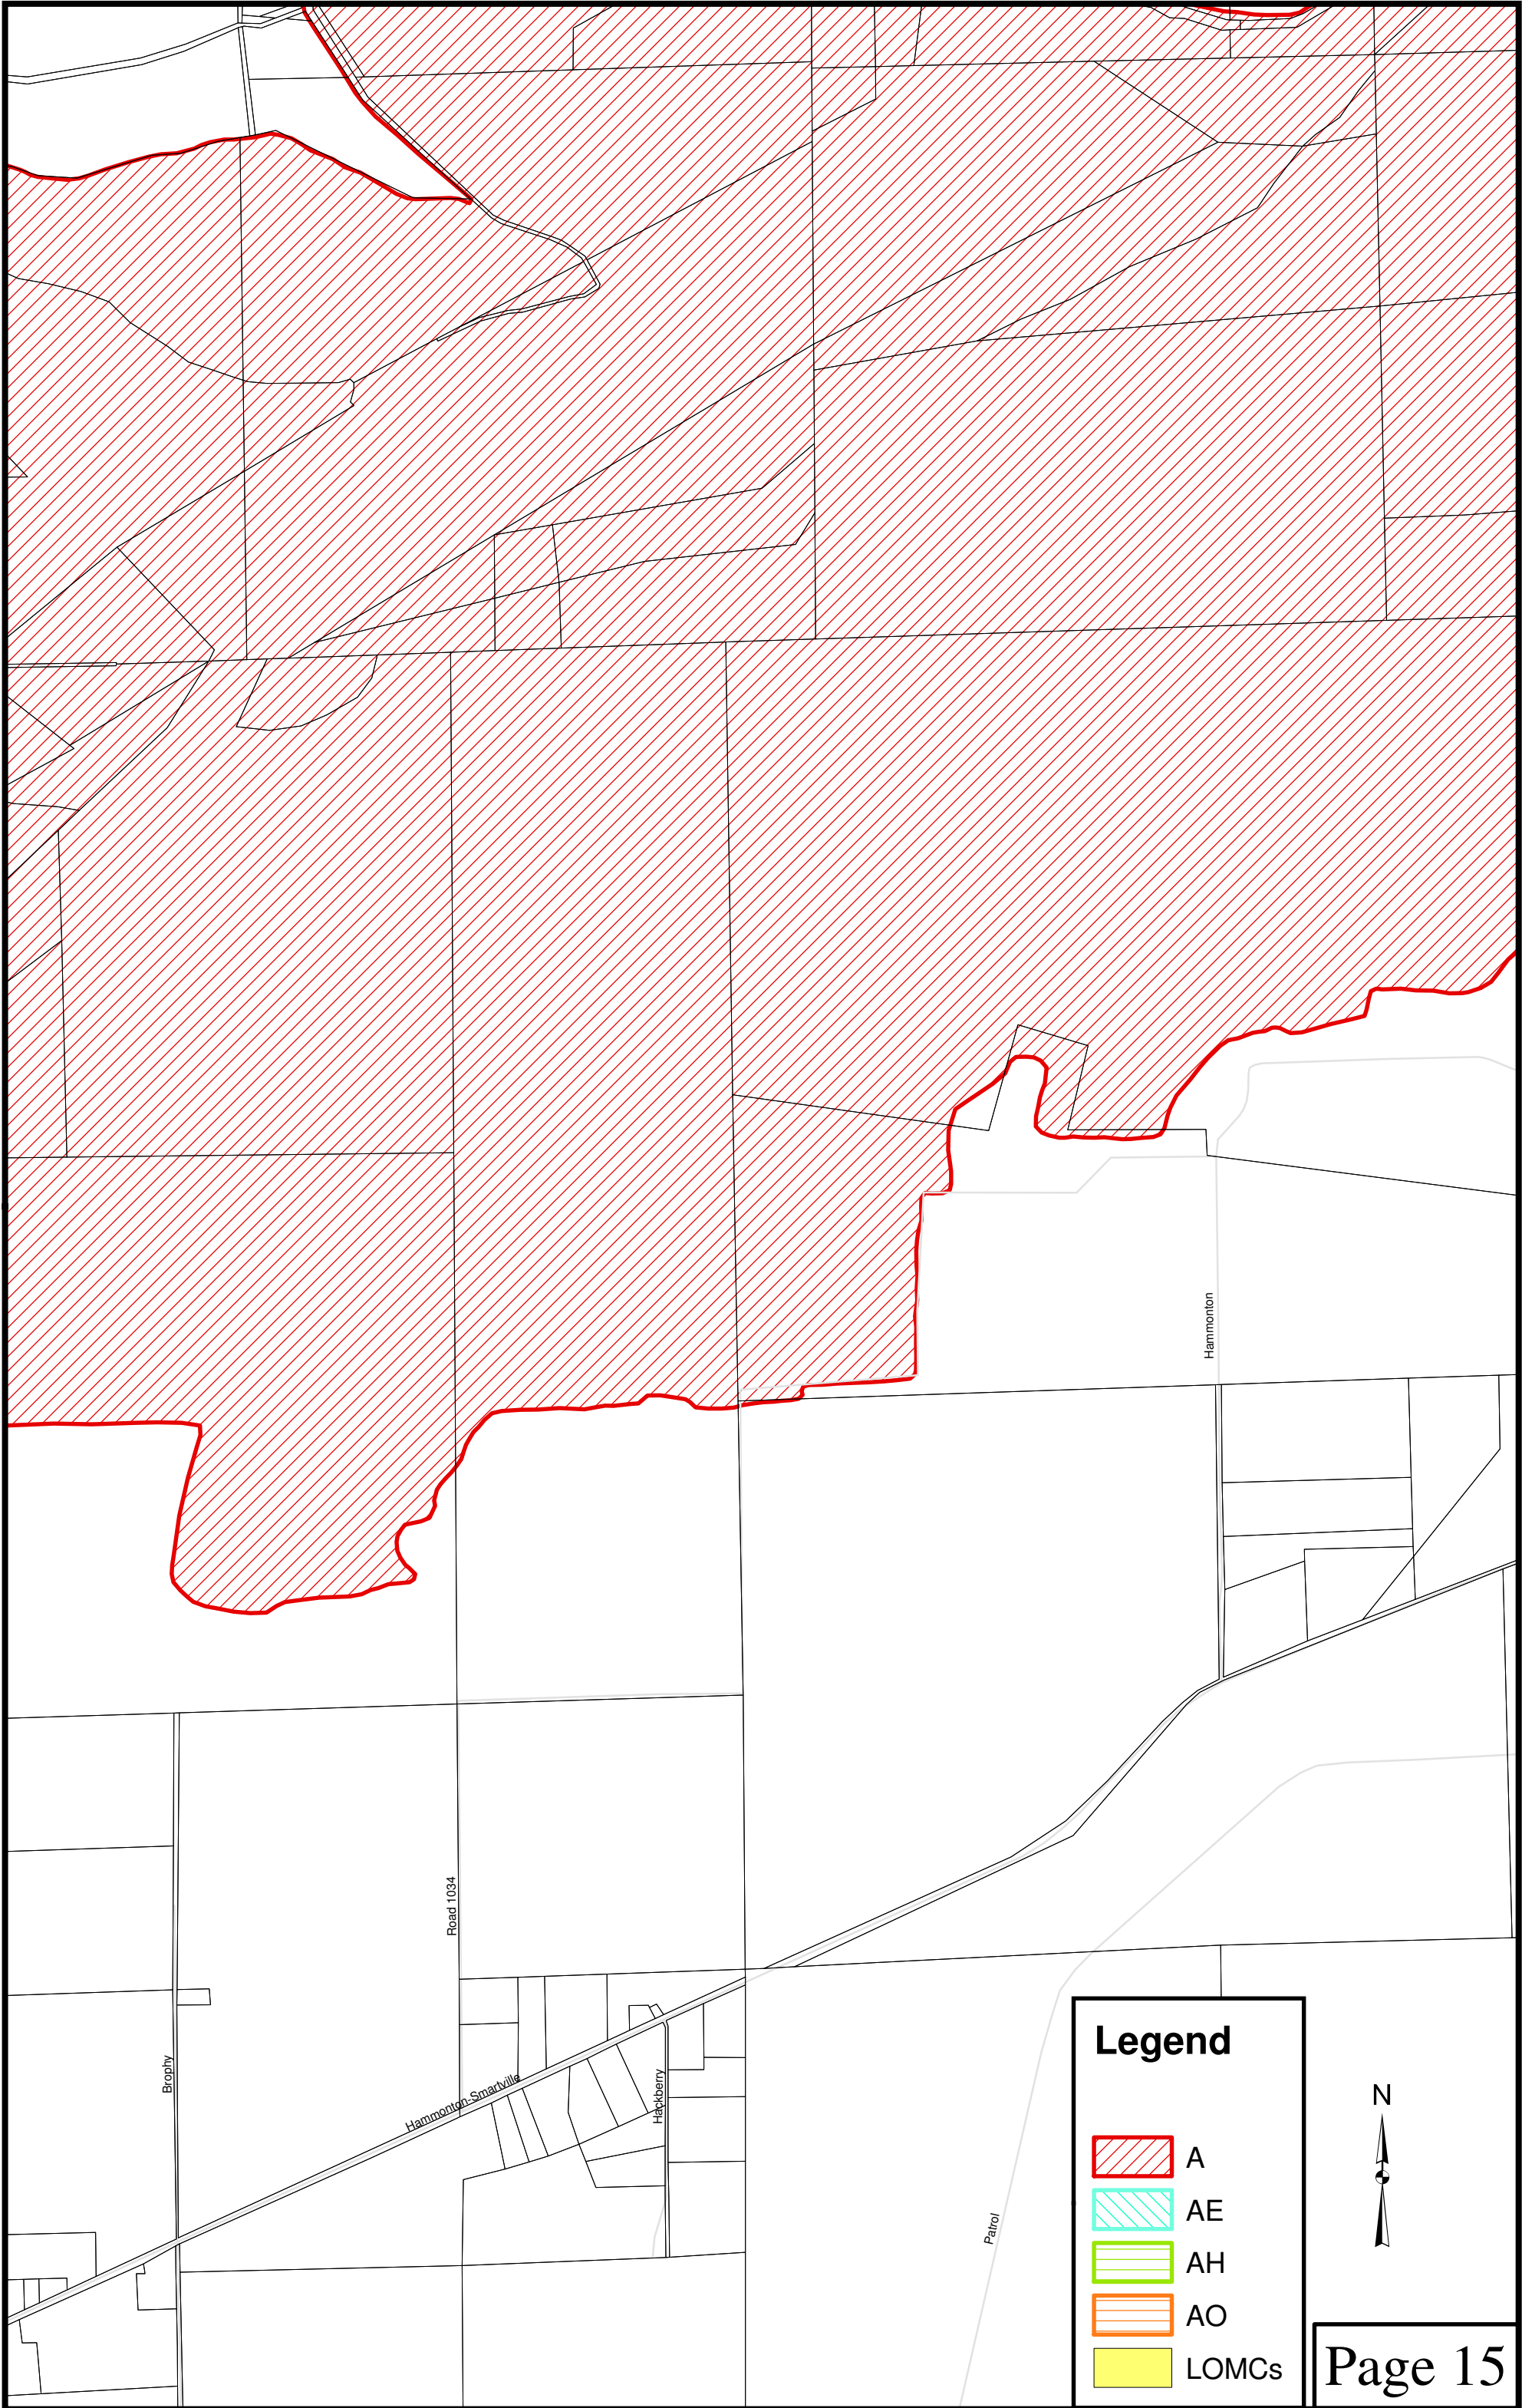 Hammonton
Road 1034
Brophy
Hammonton-Smartville
Hackberry
Patrol
Legend
A
AE
AH
AO
LOMCs
N
Page 15